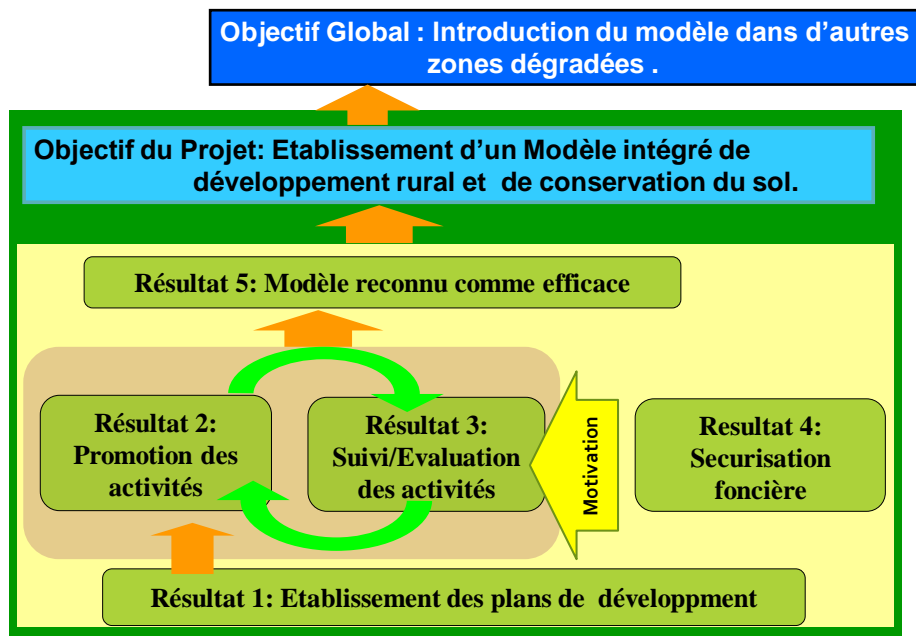 Objectif Global : Introduction du modèle dans d'autres
zones dégradées .
Objectif du Projet: Etablissement d'un Modèle intégré de
développement rural et de conservation du sol.
Résultat 5: Modèle reconnu comme efficace
Résultat 2:
Promotion des
activités
Résultat 3:
Suivi/Evaluation
des activités
Motivation
Resultat 4:
Securisation
foncière
Résultat 1: Etablissement des plans de développment